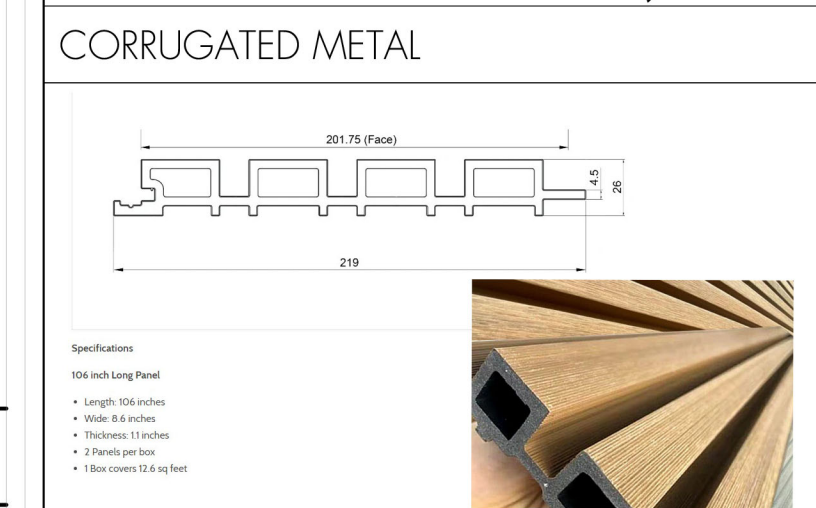 CORRUGATED METAL
201.75 (Face)
4.5
26
219
Specifications
106 inch Long Panel
• Length: 106 inches
• Wide: 8.6 inches
• Thickness: 1.1 inches
• 2 Panels per box
• 1 Box covers 12.6 sq feet